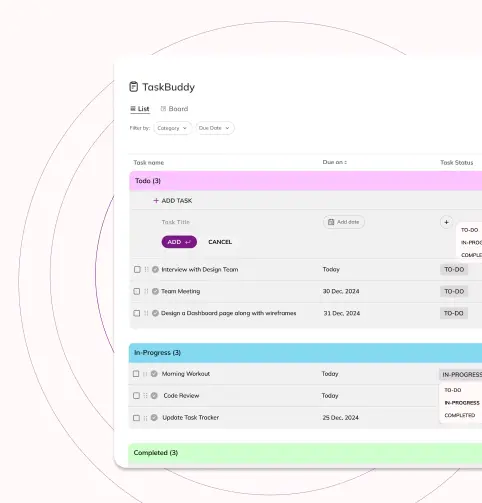 TaskBuddy
List Board
Filter by: Category Due Date
Task name Due on Task Status
Todo (3)
+ ADD TASK
Task Title Add date +
TO-DO
IN-PROG
ADD CANCEL
COMPLE
Interview with Design Team Today TO-DO
Team Meeting 30 Dec, 2024 TO-DO
Design a Dashboard page along with wireframes 31 Dec, 2024 TO-DO
In-Progress (3)
Morning Workout Today IN-PROGRESS
TO-DO
Code Review Today
IN-PROGRESS
COMPLETED
Update Task Tracker 25 Dec, 2024
Completed (3)